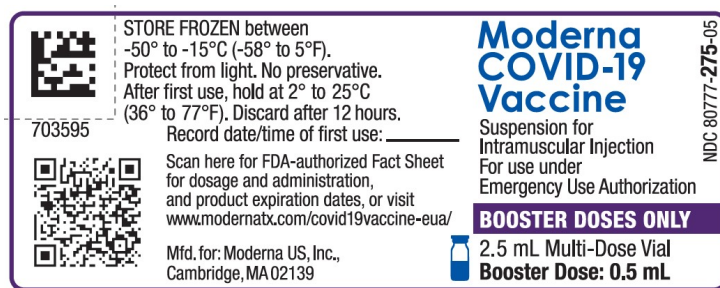 STORE FROZEN between
-50° to -15°C (-58° to 5°F).
Protect from light. No preservative.
After first use, hold at 2° to 25°C
(36° to 77°F). Discard after 12 hours.
Record date/time of first use:
703595
Scan here for FDA-authorized Fact Sheet
for dosage and administration,
and product expiration dates, or visit
www.modernatx.com/covid19vaccine-eua/
Mfd. for: Moderna US, Inc.,
Cambridge, MA 02139
Moderna
COVID-19
Vaccine
Suspension for
Intramuscular Injection
For use under
Emergency Use Authorization
BOOSTER DOSES ONLY
2.5 mL Multi-Dose Vial
Booster Dose: 0.5 mL
NDC 80777-275-05